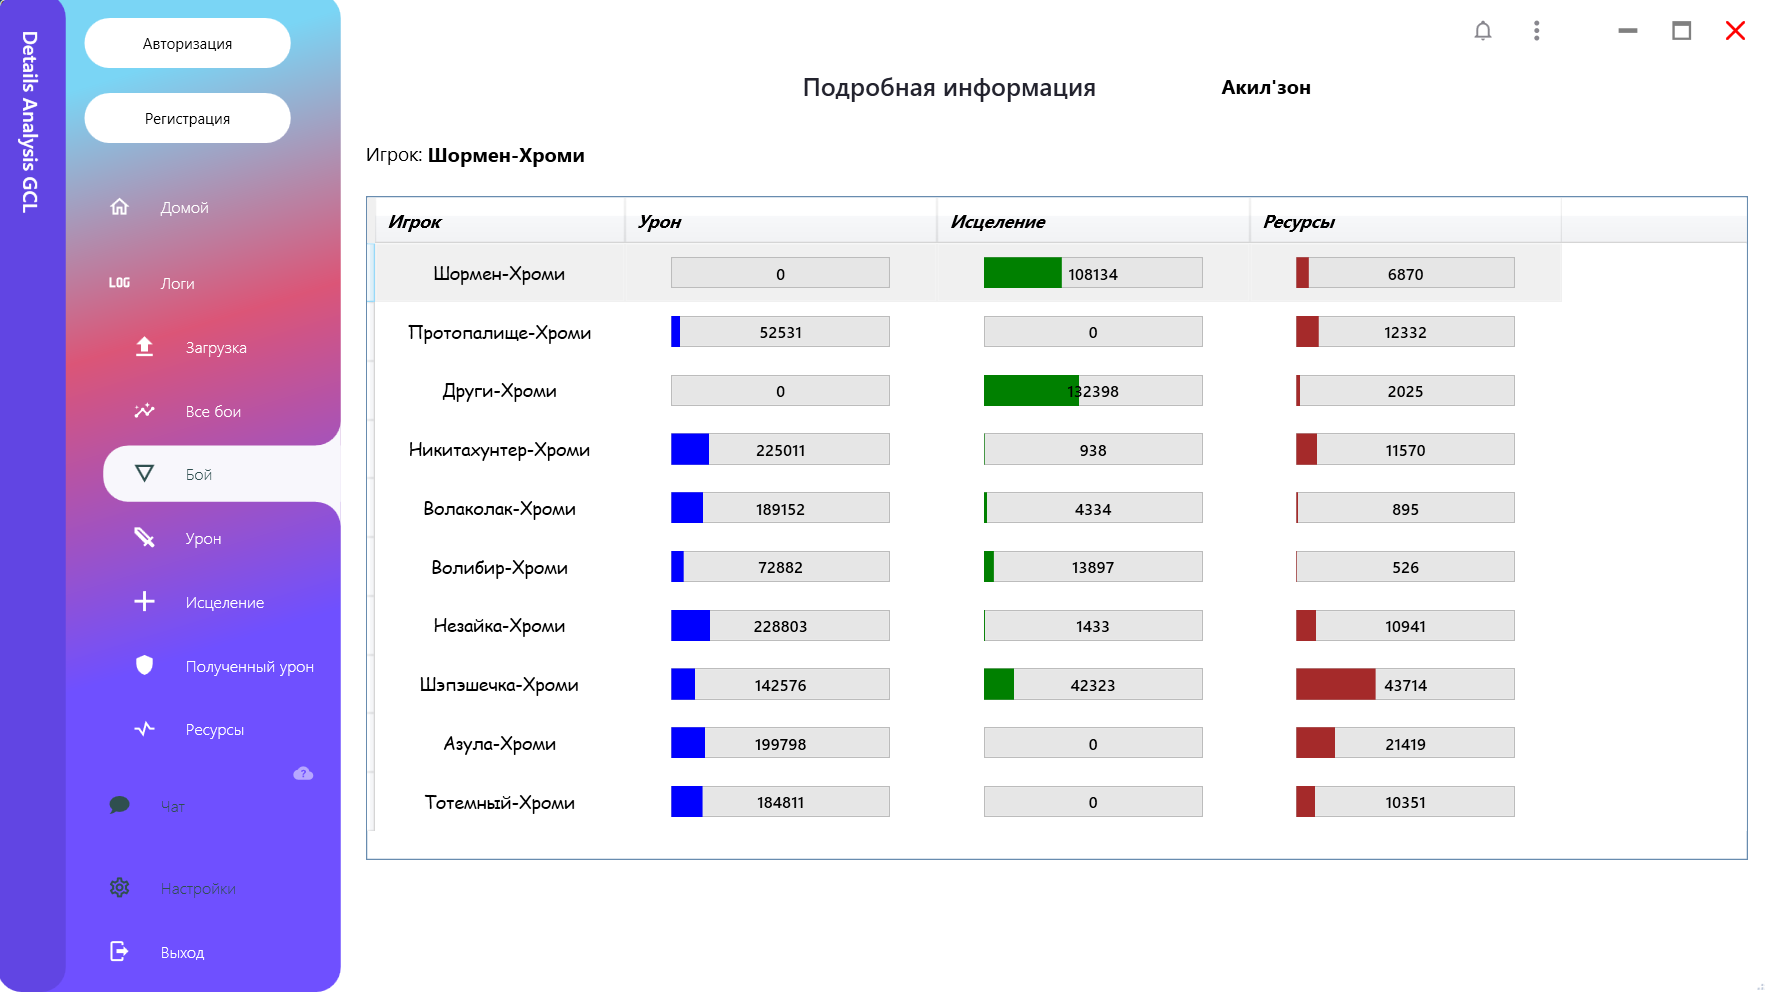 Details Analysis GCL
Авторизация
Регистрация
Домой
LOG Логи
Загрузка
Все бои
Бой
Урон
Исцеление
Полученный урон
Ресурсы
?
Чат
Настройки
Выход
Подробная информация Акил'зон
Игрок: Шормен-Хроми
Игрок Урон Исцеление Ресурсы
Шормен-Хроми 0 108134 6870
Протопалище-Хроми 52531 0 12332
Други-Хроми 0 132398 2025
Никитахунтер-Хроми 225011 938 11570
Волаколак-Хроми 189152 4334 895
Волибир-Хроми 72882 13897 526
Незайка-Хроми 228803 1433 10941
Шэпэшечка-Хроми 142576 42323 43714
Азула-Хроми 199798 0 21419
Тотемный-Хроми 184811 0 10351